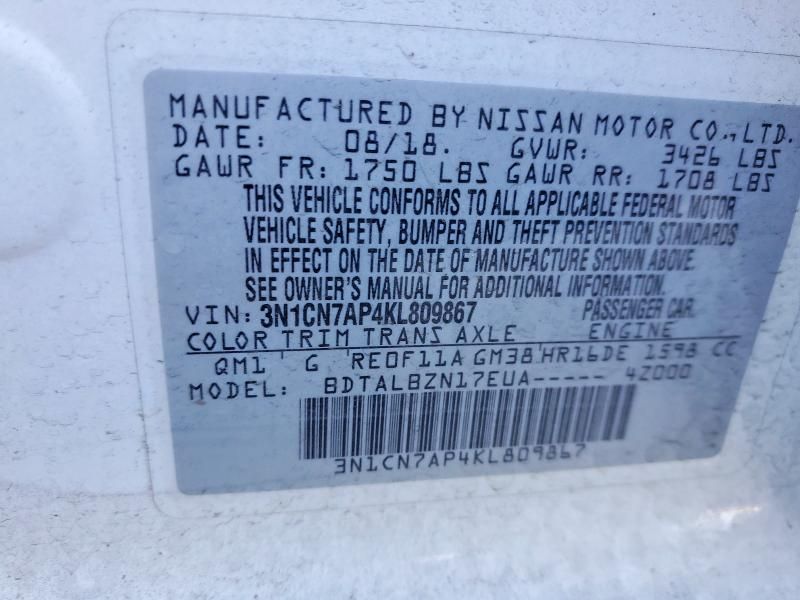 MANUFACTURED BY NISSAN MOTOR CO., LTD.
DATE: 08/18. GVWR: 3426 LBS
GAWR FR: 1750 LBS GAWR RR: 1708 LBS
THIS VEHICLE CONFORMS TO ALL APPLICABLE FEDERAL MOTOR
VEHICLE SAFETY, BUMPER AND THEFT PREVENTION STANDARDS
IN EFFECT ON THE DATE OF MANUFACTURE SHOWN ABOVE.
SEE OWNER'S MANUAL FOR ADDITIONAL INFORMATION.
VIN: 3N1CN7AP4KL809867 PASSENGER CAR.
COLOR TRIM TRANS AXLE ENGINE
QM1 G RE0F11A GM38 HR16DE 1598 CC
MODEL: BDTALBZN17EUA----- 4Z000
3N1CN7AP4KL809867